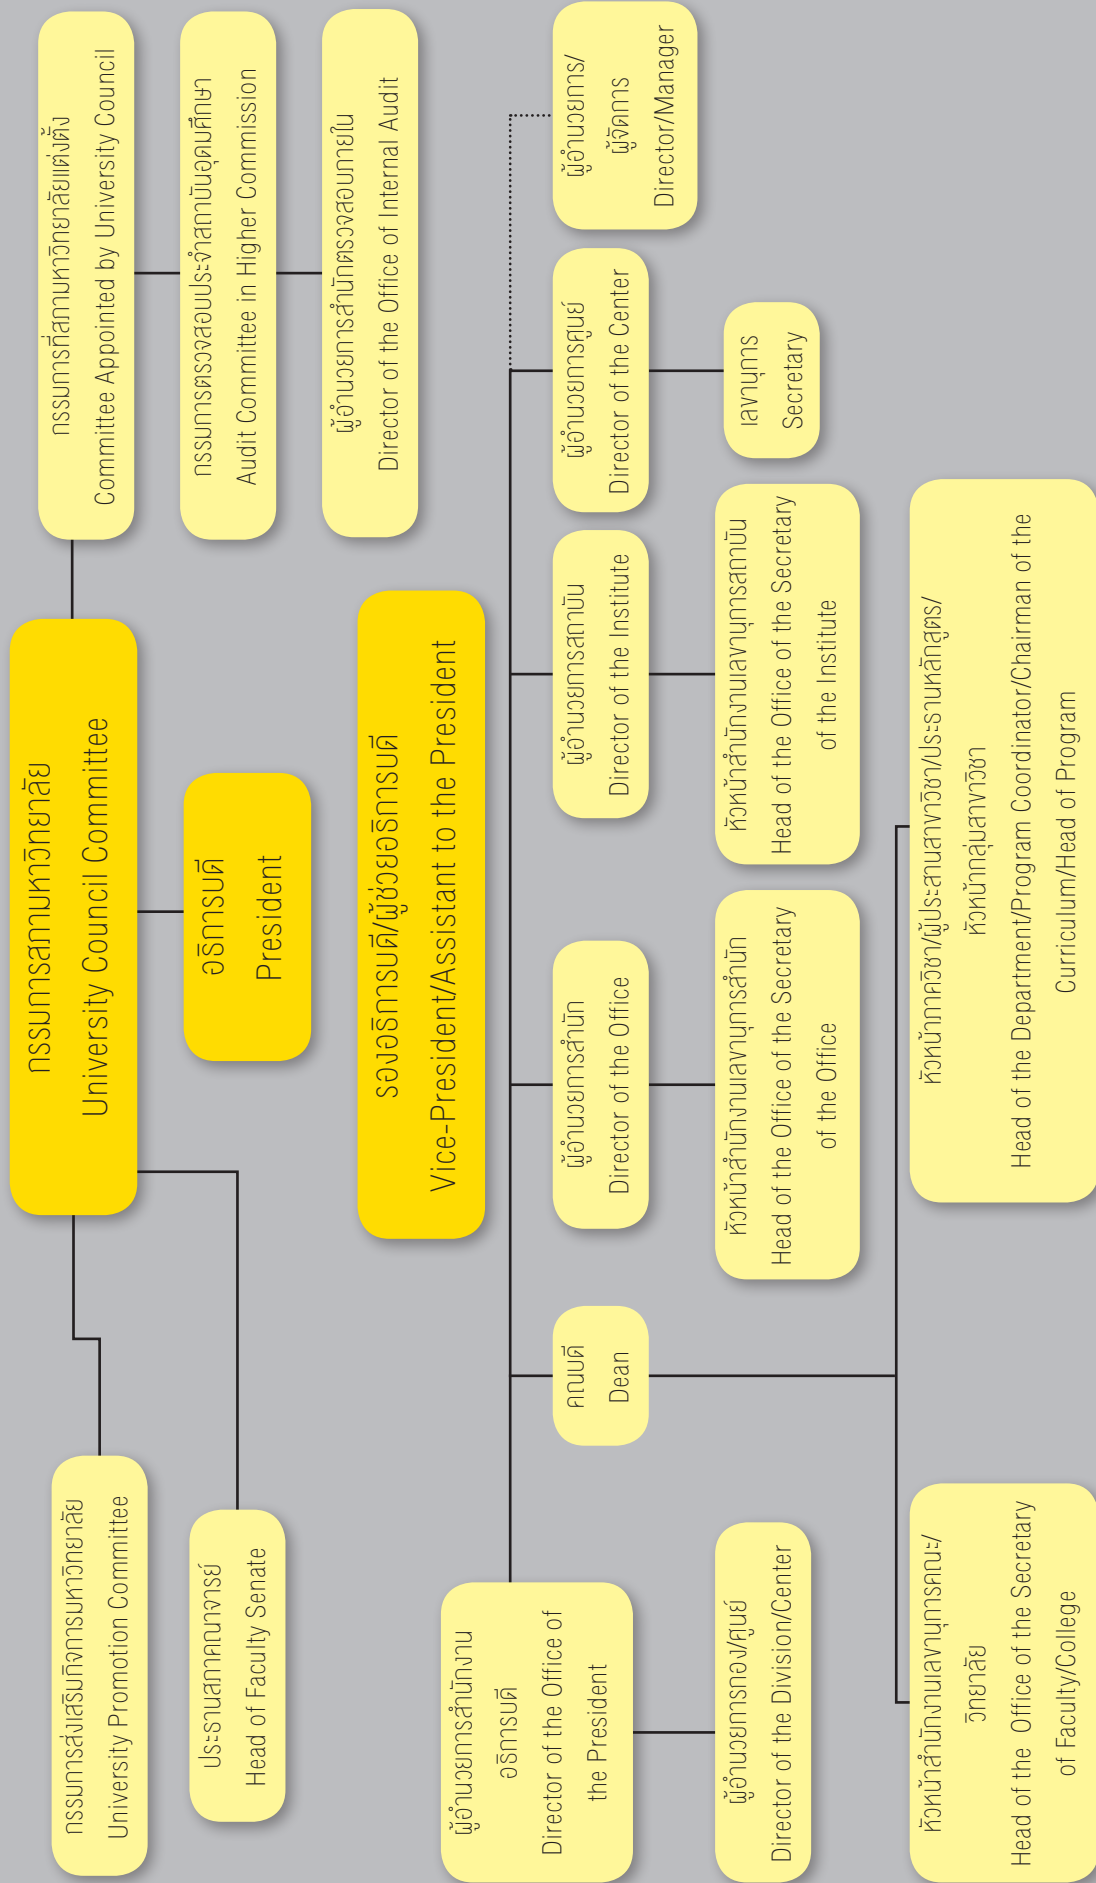 กรรมการสภามหาวิทยาลัย
University Council Committee
กรรมการส่งเสริมกิจการมหาวิทยาลัย
University Promotion Committee
กรรมการที่สภามหาวิทยาลัยแต่งตั้ง
Committee Appointed by University Council
ประธานสภาคณาจารย์
Head of Faculty Senate
อธิการบดี
President
กรรมการตรวจสอบประจำสถาบันอุดมศึกษา
Audit Committee in Higher Commission
ผู้อำนวยการสำนักตรวจสอบภายใน
Director of the Office of Internal Audit
รองอธิการบดี/ผู้ช่วยอธิการบดี
Vice-President/Assistant to the President
ผู้อำนวยการสำนักงาน
อธิการบดี
Director of the Office of
the President
คณบดี
Dean
ผู้อำนวยการสำนัก
Director of the Office
ผู้อำนวยการสถาบัน
Director of the Institute
ผู้อำนวยการศูนย์
Director of the Center
ผู้อำนวยการ/
ผู้จัดการ
Director/Manager
ผู้อำนวยการกอง/ศูนย์
Director of the Division/Center
หัวหน้าสำนักงานเลขานุการสำนัก
Head of the Office of the Secretary
of the Office
หัวหน้าสำนักงานเลขานุการสถาบัน
Head of the Office of the Secretary
of the Institute
เลขานุการ
Secretary
หัวหน้าสำนักงานเลขานุการคณะ/
วิทยาลัย
Head of the Office of the Secretary
of Faculty/College
หัวหน้าภาควิชา/ผู้ประสานสาขาวิชา/ประธานหลักสูตร/
หัวหน้ากลุ่มสาขาวิชา
Head of the Department/Program Coordinator/Chairman of the
Curriculum/Head of Program